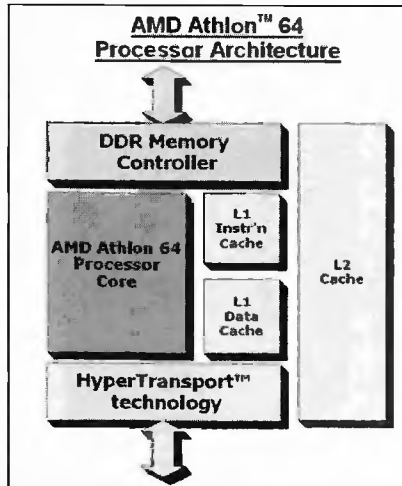 AMD Athlon™ 64
Processor Architecture
DDR Memory
Controller
AMD Athlon 64
Processor
Core
L1
Instr'n
Cache
L1
Data
Cache
L2
Cache
HyperTransport™
technology